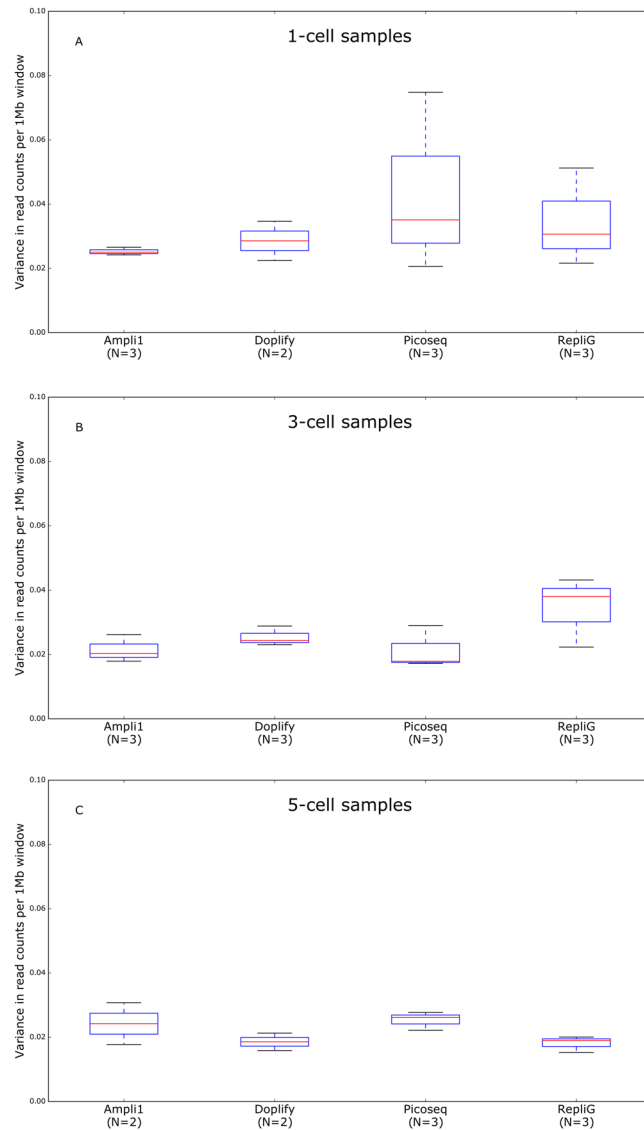 A
1-cell samples
Variance in read counts per 1Mb window
0.10
0.08
0.06
0.04
0.02
0.00
Ampli1 Doplify Picoseq RepliG
(N=3) (N=2) (N=3) (N=3)
B
3-cell samples
Variance in read counts per 1Mb window
0.10
0.08
0.06
0.04
0.02
0.00
Ampli1 Doplify Picoseq RepliG
(N=3) (N=3) (N=3) (N=3)
C
5-cell samples
Variance in read counts per 1Mb window
0.10
0.08
0.06
0.04
0.02
0.00
Ampli1 Doplify Picoseq RepliG
(N=2) (N=2) (N=3) (N=3)